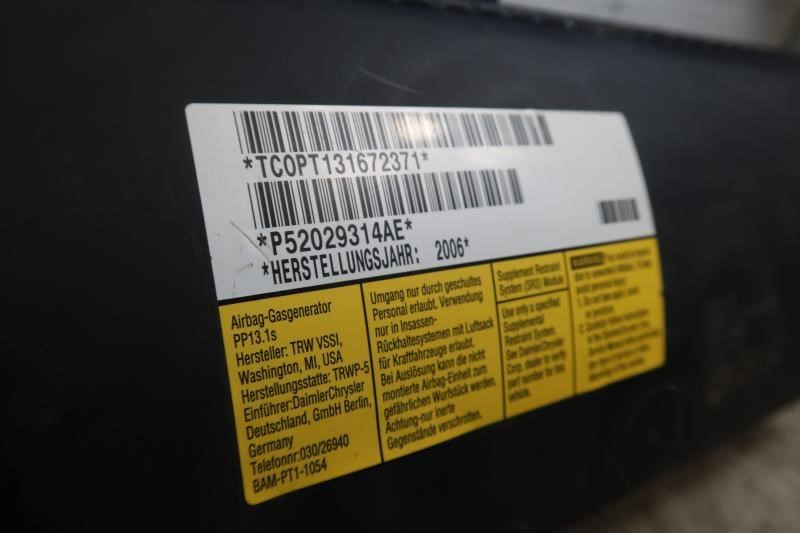 *TCOPT131672371*
*P52029314AE*
*HERSTELLUNGSJAHR: 2006*
Airbag-Gasgenerator
PP13.1s
Hersteller: TRW VSSI,
Washington, MI, USA
Herstellungsstatte: TRWP-5
Einführer:DaimlerChrysler
Deutschland, GmbH Berlin,
Germany
Telefonnr:030/26940
BAM-PT1-1054
Umgang nur durch geschultes
Personal erlaubt. Verwendung
nur in Insassen-
Rückhaltesystemen mit Luftsack
für Kraftfahrzeuge erlaubt.
Bei Auslösung kann die nicht
montierte Airbag-Einheit zum
gefährlichen Wurfstück werden.
Achtung-nur inerte
Gegenstände verschrotten.
Supplement Restraint
System (SRS) Module
Use only a specified
Supplemental
Restraint System.
See DaimlerChrysler
Corp. dealer to verify
part number for this
vehicle.
WARNING